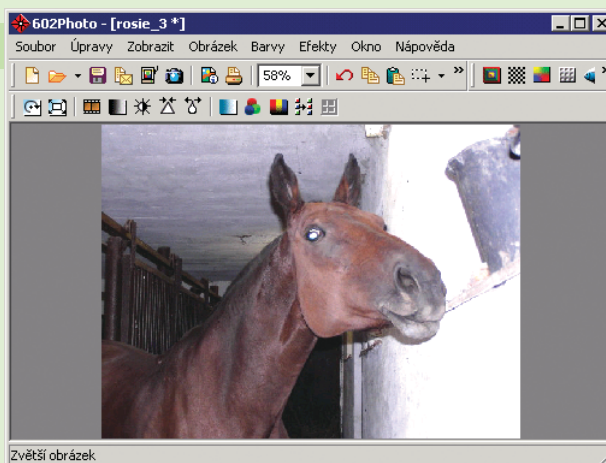 602Photo - [rosie_3 *]
Soubor Úpravy Zobrazit Obrázek Barvy Efekty Okno Nápověda
58%
Zvětší obrázek